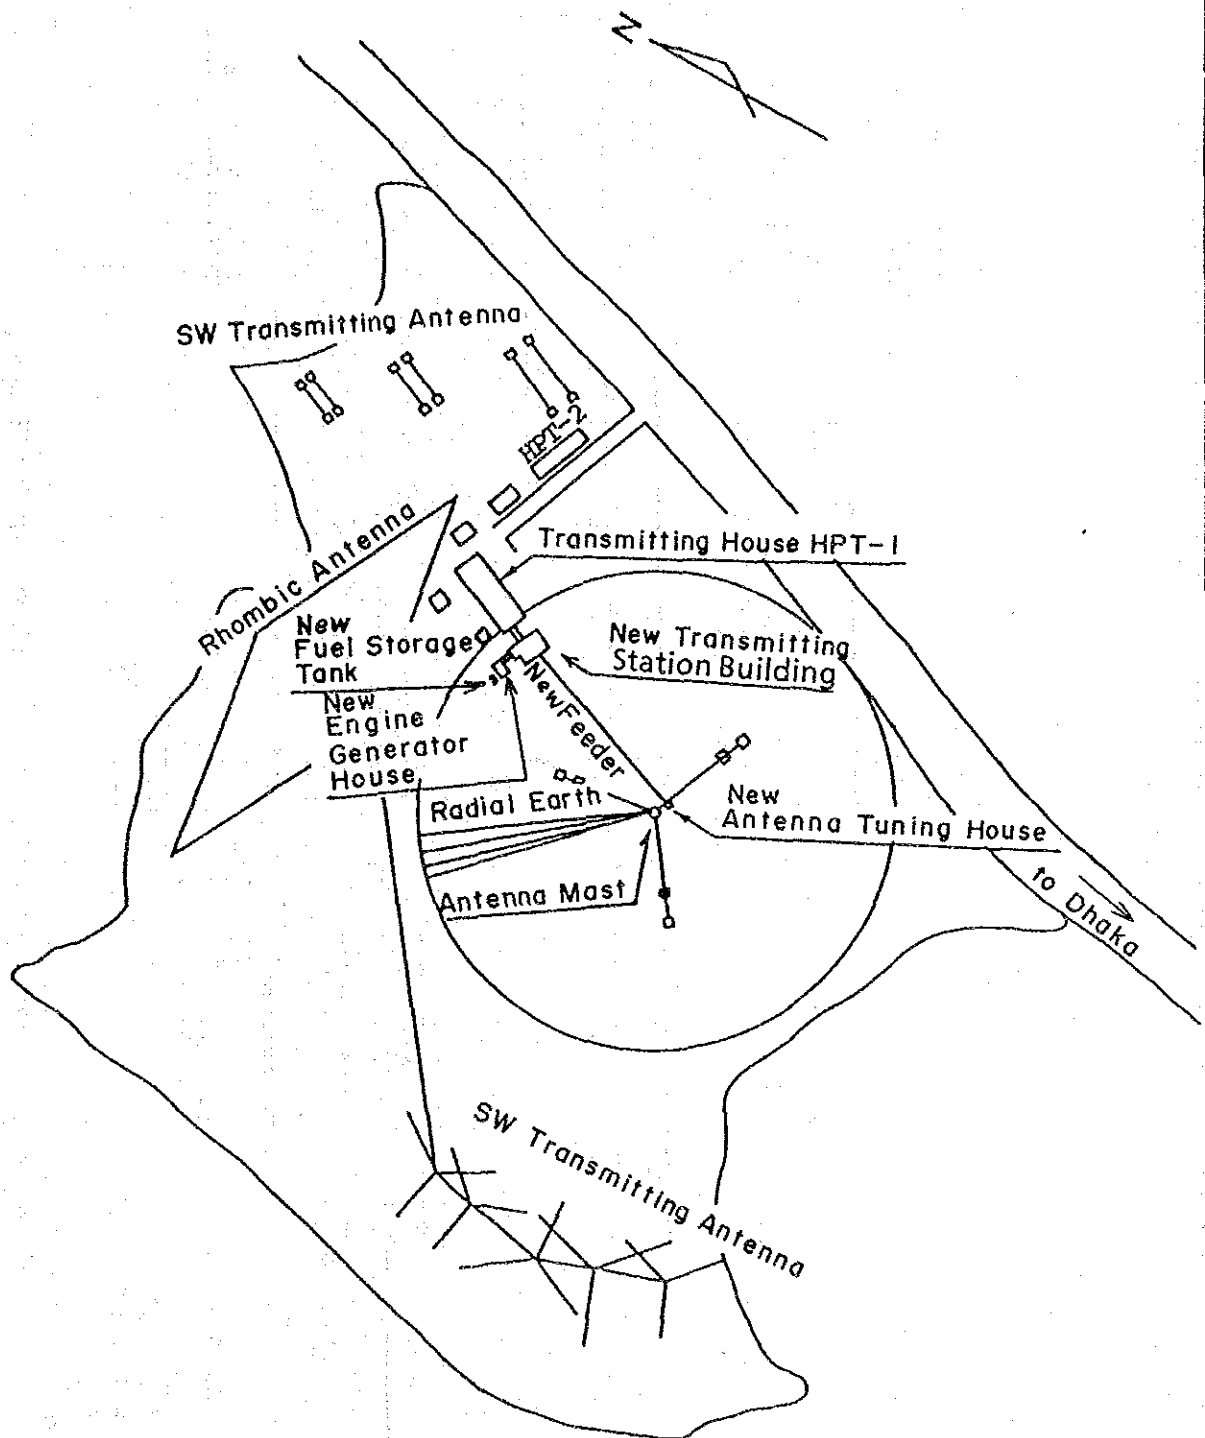 N
SW Transmitting Antenna
HPT-2
Rhombic Antenna
Transmitting House HPT-1
New
Fuel Storage
Tank
New Transmitting
Station Building
New
Engine
Generator
House
New Feeder
Radial Earth
New
Antenna Tuning House
Antenna Mast
to Dhaka
SW Transmitting Antenna